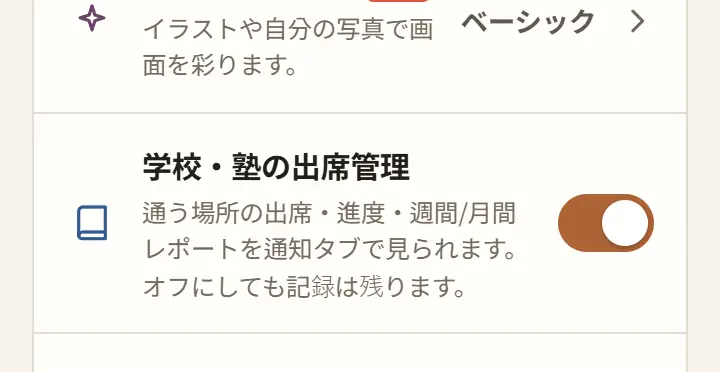 イラストや自分の写真で画
面を彩ります。
ベーシック
学校・塾の出席管理
通う場所の出席・進度・週間/月間
レポートを通知タブで見られます。
オフにしても記録は残ります。